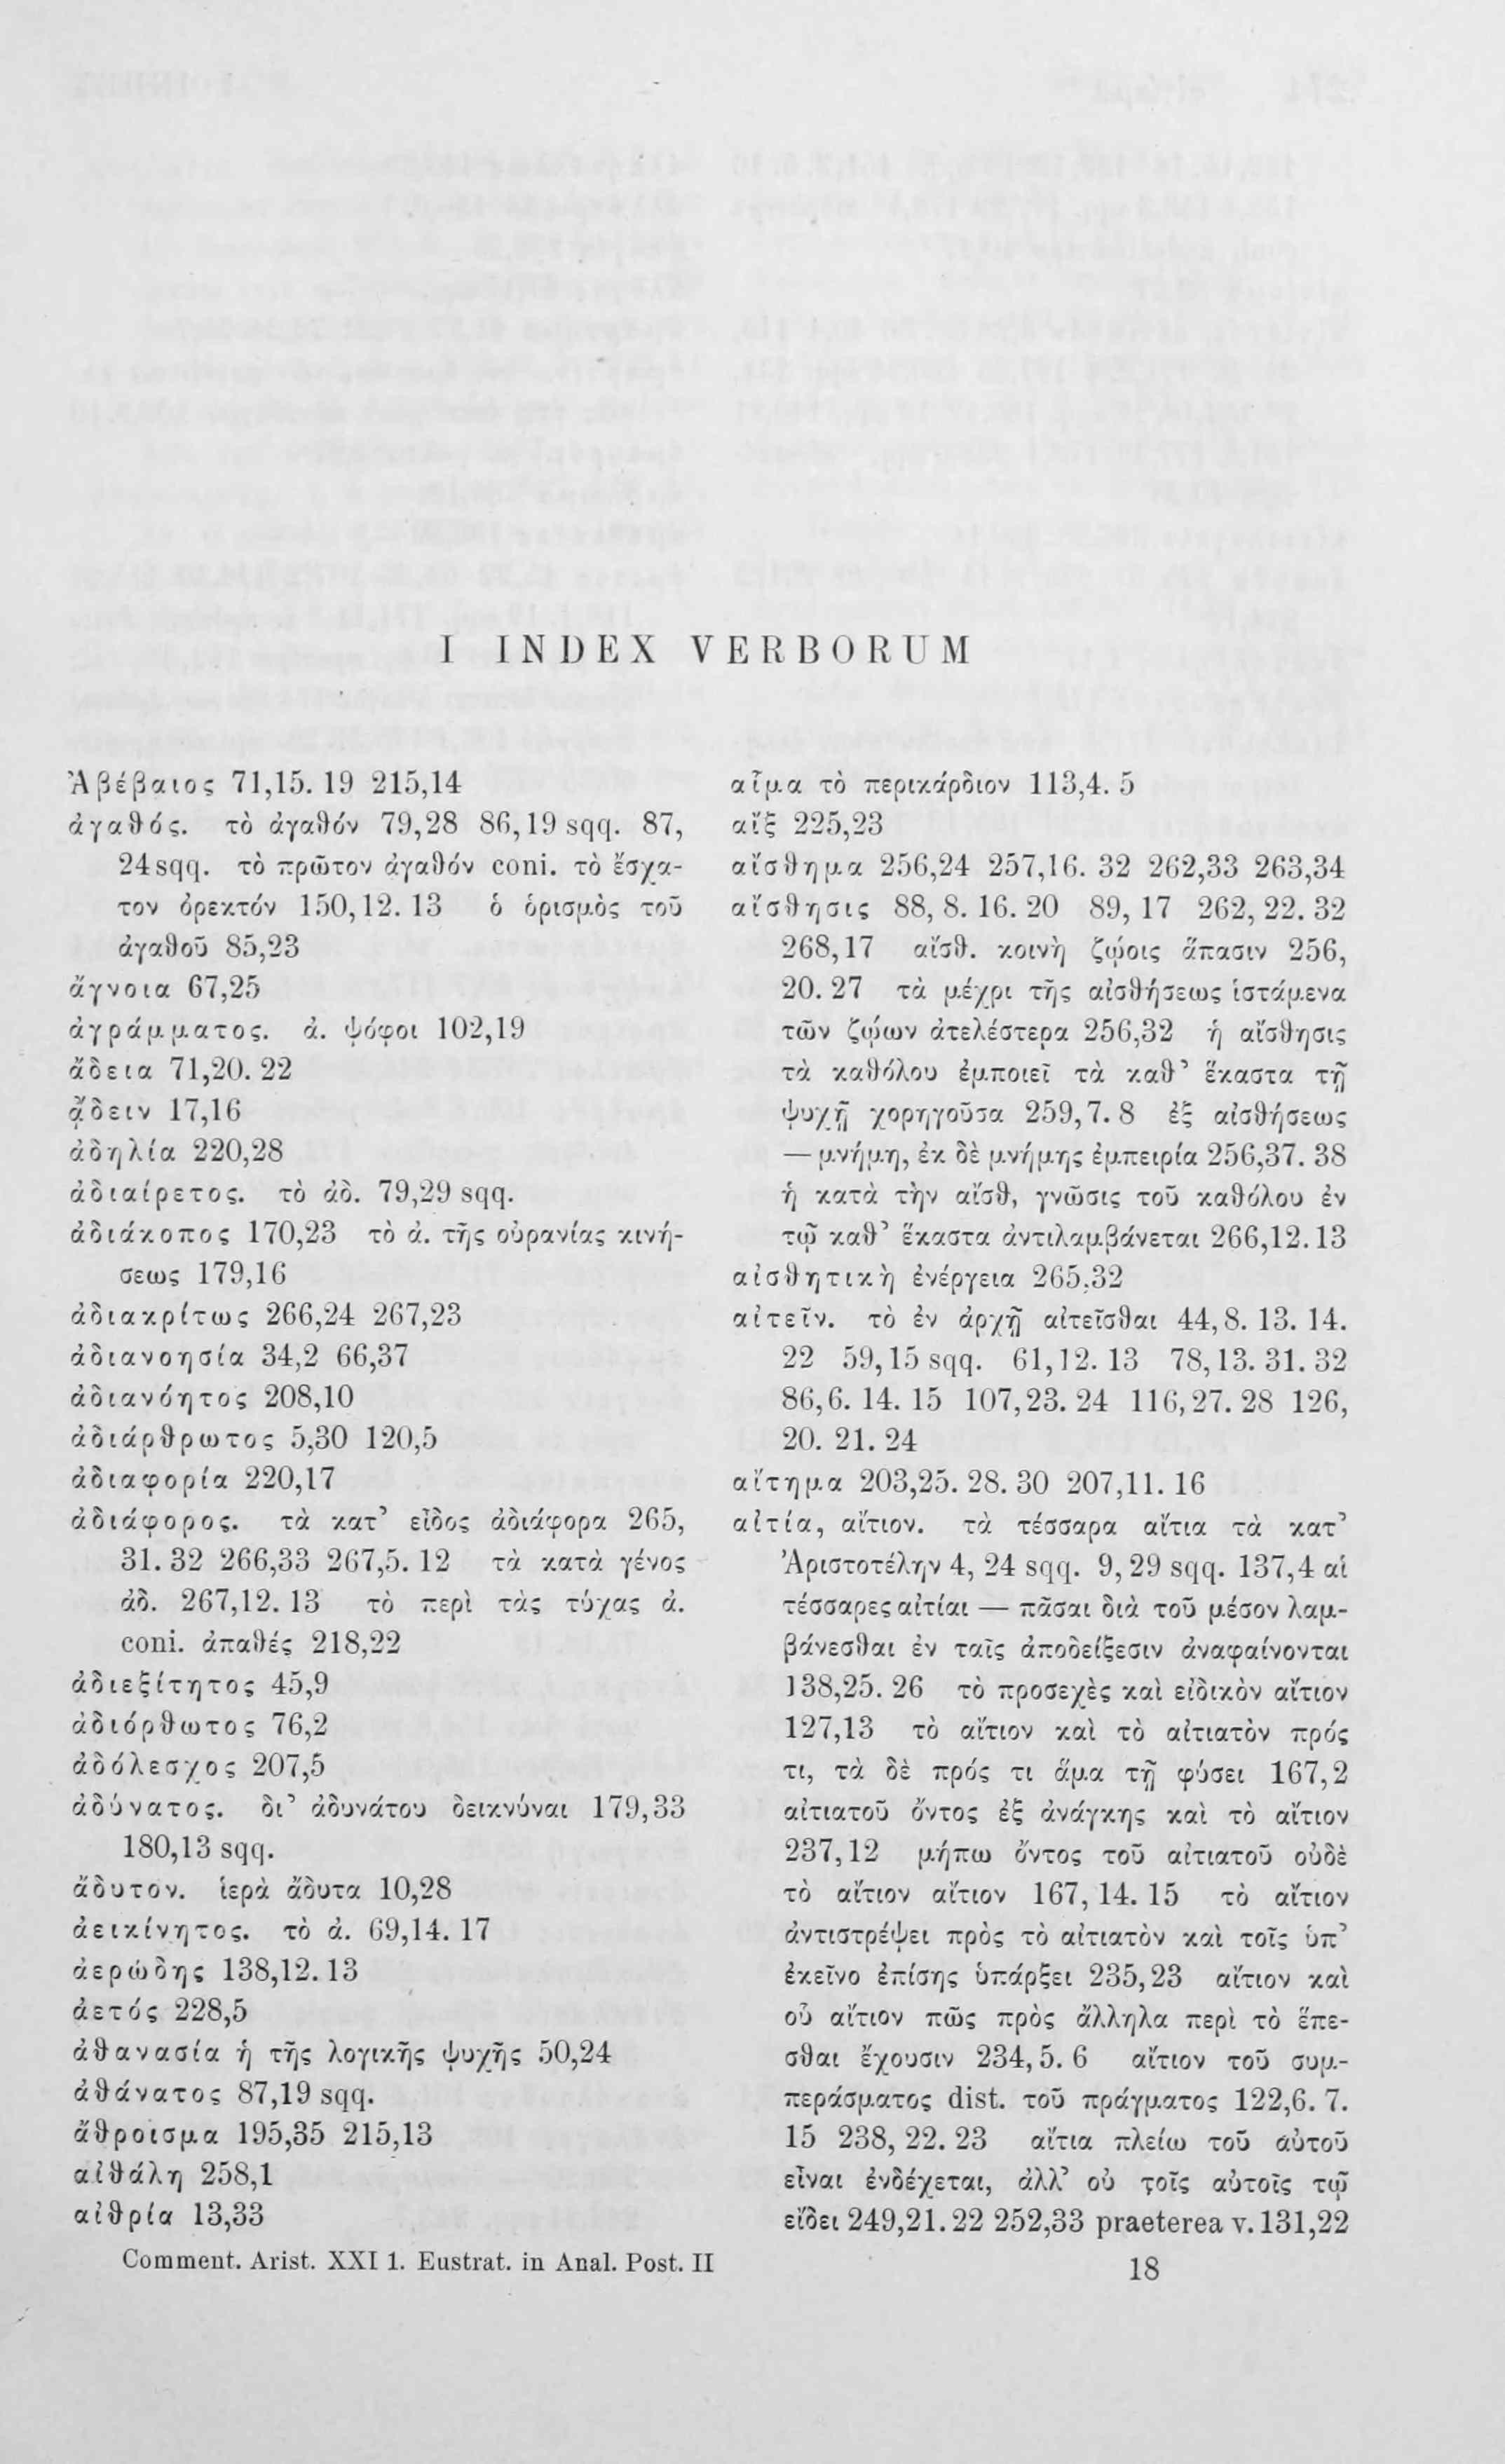 I INDEX VERBORUM
Ἀβέβαιος 71,15. 19 215,14
ἀγαθός. τὸ ἀγαθόν 79,28 86,19 sqq. 87,
24 sqq. τὸ πρῶτον ἀγαθόν coni. τὸ ἔσχα-
τον ὀρεκτόν 150,12. 13 ὁ ὁρισμὸς τοῦ
ἀγαθοῦ 85,23
ἄγνοια 67,25
ἀγράμματος. ἀ. ψόφοι 102,19
ἄδεια 71,20. 22
ᾄδειν 17,16
ἀδηλία 220,28
ἀδιαίρετος. τὸ ἀδ. 79,29 sqq.
ἀδιάκοπος 170,23 τὸ ἀ. τῆς οὐρανίας κινή-
σεως 179,16
ἀδιακρίτως 266,24 267,23
ἀδιανοησία 34,2 66,37
ἀδιανόητος 208,10
ἀδιάρθρωτος 5,30 120,5
ἀδιαφορία 220,17
ἀδιάφορος. τὰ κατ’ εἶδος ἀδιάφορα 265,
31. 32 266,33 267,5. 12 τὰ κατὰ γένος
ἀδ. 267,12. 13 τὸ περὶ τὰς τύχας ἀ.
coni. ἀπαθές 218,22
ἀδιεξίτητος 45,9
ἀδιόρθωτος 76,2
ἀδόλεσχος 207,5
ἀδύνατος. δι’ ἀδυνάτου δεικνύναι 179,33
180,13 sqq.
ἄδυτον. ἱερὰ ἄδυτα 10,28
ἀεικίνητος. τὸ ἀ. 69,14. 17
ἀερώδης 138,12. 13
ἀετός 228,5
ἀθανασία ἡ τῆς λογικῆς ψυχῆς 50,24
ἀθάνατος 87,19 sqq.
ἄθροισμα 195,35 215,13
αἰθάλη 258,1
αἰθρία 13,33
αἷμα τὸ περικάρδιον 113,4. 5
αἴξ 225,23
αἴσθημα 256,24 257,16. 32 262,33 263,34
αἴσθησις 88, 8. 16. 20 89, 17 262, 22. 32
268,17 αἴσθ. κοινὴ ζῴοις ἅπασιν 256,
20. 27 τὰ μέχρι τῆς αἰσθήσεως ἱστάμενα
τῶν ζῴων ἀτελέστερα 256,32 ἡ αἴσθησις
τὰ καθόλου ἐμποιεῖ τὰ καθ’ ἕκαστα τῇ
ψυχῇ χορηγοῦσα 259,7. 8 ἐξ αἰσθήσεως
— μνήμη, ἐκ δὲ μνήμης ἐμπειρία 256,37. 38
ἡ κατὰ τὴν αἴσθ, γνῶσις τοῦ καθόλου ἐν
τῷ καθ’ ἕκαστα ἀντιλαμβάνεται 266,12. 13
αἰσθητικὴ ἐνέργεια 265,32
αἰτεῖν. τὸ ἐν ἀρχῇ αἰτεῖσθαι 44, 8. 13. 14.
22 59,15 sqq. 61,12. 13 78,13. 31. 32
86,6. 14. 15 107,23. 24 116,27. 28 126,
20. 21. 24
αἴτημα 203,25. 28. 30 207,11. 16
αἰτία, αἴτιον. τὰ τέσσαρα αἴτια τὰ κατ’
Ἀριστοτέλην 4, 24 sqq. 9, 29 sqq. 137,4 αἱ
τέσσαρες αἰτίαι — πᾶσαι διὰ τοῦ μέσου λαμ-
βάνεσθαι ἐν ταῖς ἀποδείξεσιν ἀναφαίνονται
138,25. 26 τὸ προσεχὲς καὶ εἰδικὸν αἴτιον
127,13 τὸ αἴτιον καὶ τὸ αἰτιατὸν πρός
τι, τὰ δὲ πρός τι ἅμα τῇ φύσει 167,2
αἰτιατοῦ ὄντος ἐξ ἀνάγκης καὶ τὸ αἴτιον
237,12 μήπω ὄντος τοῦ αἰτιατοῦ οὐδὲ
τὸ αἴτιον αἴτιον 167, 14. 15 τὸ αἴτιον
ἀντιστρέψει πρὸς τὸ αἰτιατὸν καὶ τοῖς ὑπ’
ἐκεῖνο ἐπίσης ὑπάρξει 235,23 αἴτιον καὶ
οὗ αἴτιον πῶς πρὸς ἄλληλα περὶ τὸ ἕπε-
σθαι ἔχουσιν 234, 5. 6 αἴτιον τοῦ συμ-
περάσματος dist. τοῦ πράγματος 122,6. 7.
15 238, 22. 23 αἴτια πλείω τοῦ αὐτοῦ
εἶναι ἐνδέχεται, ἀλλ’ οὐ τοῖς αὐτοῖς τῷ
εἴδει 249,21. 22 252,33 praeterea v. 131,22
Comment. Arist. XXI 1. Eustrat. in Anal. Post. II
18